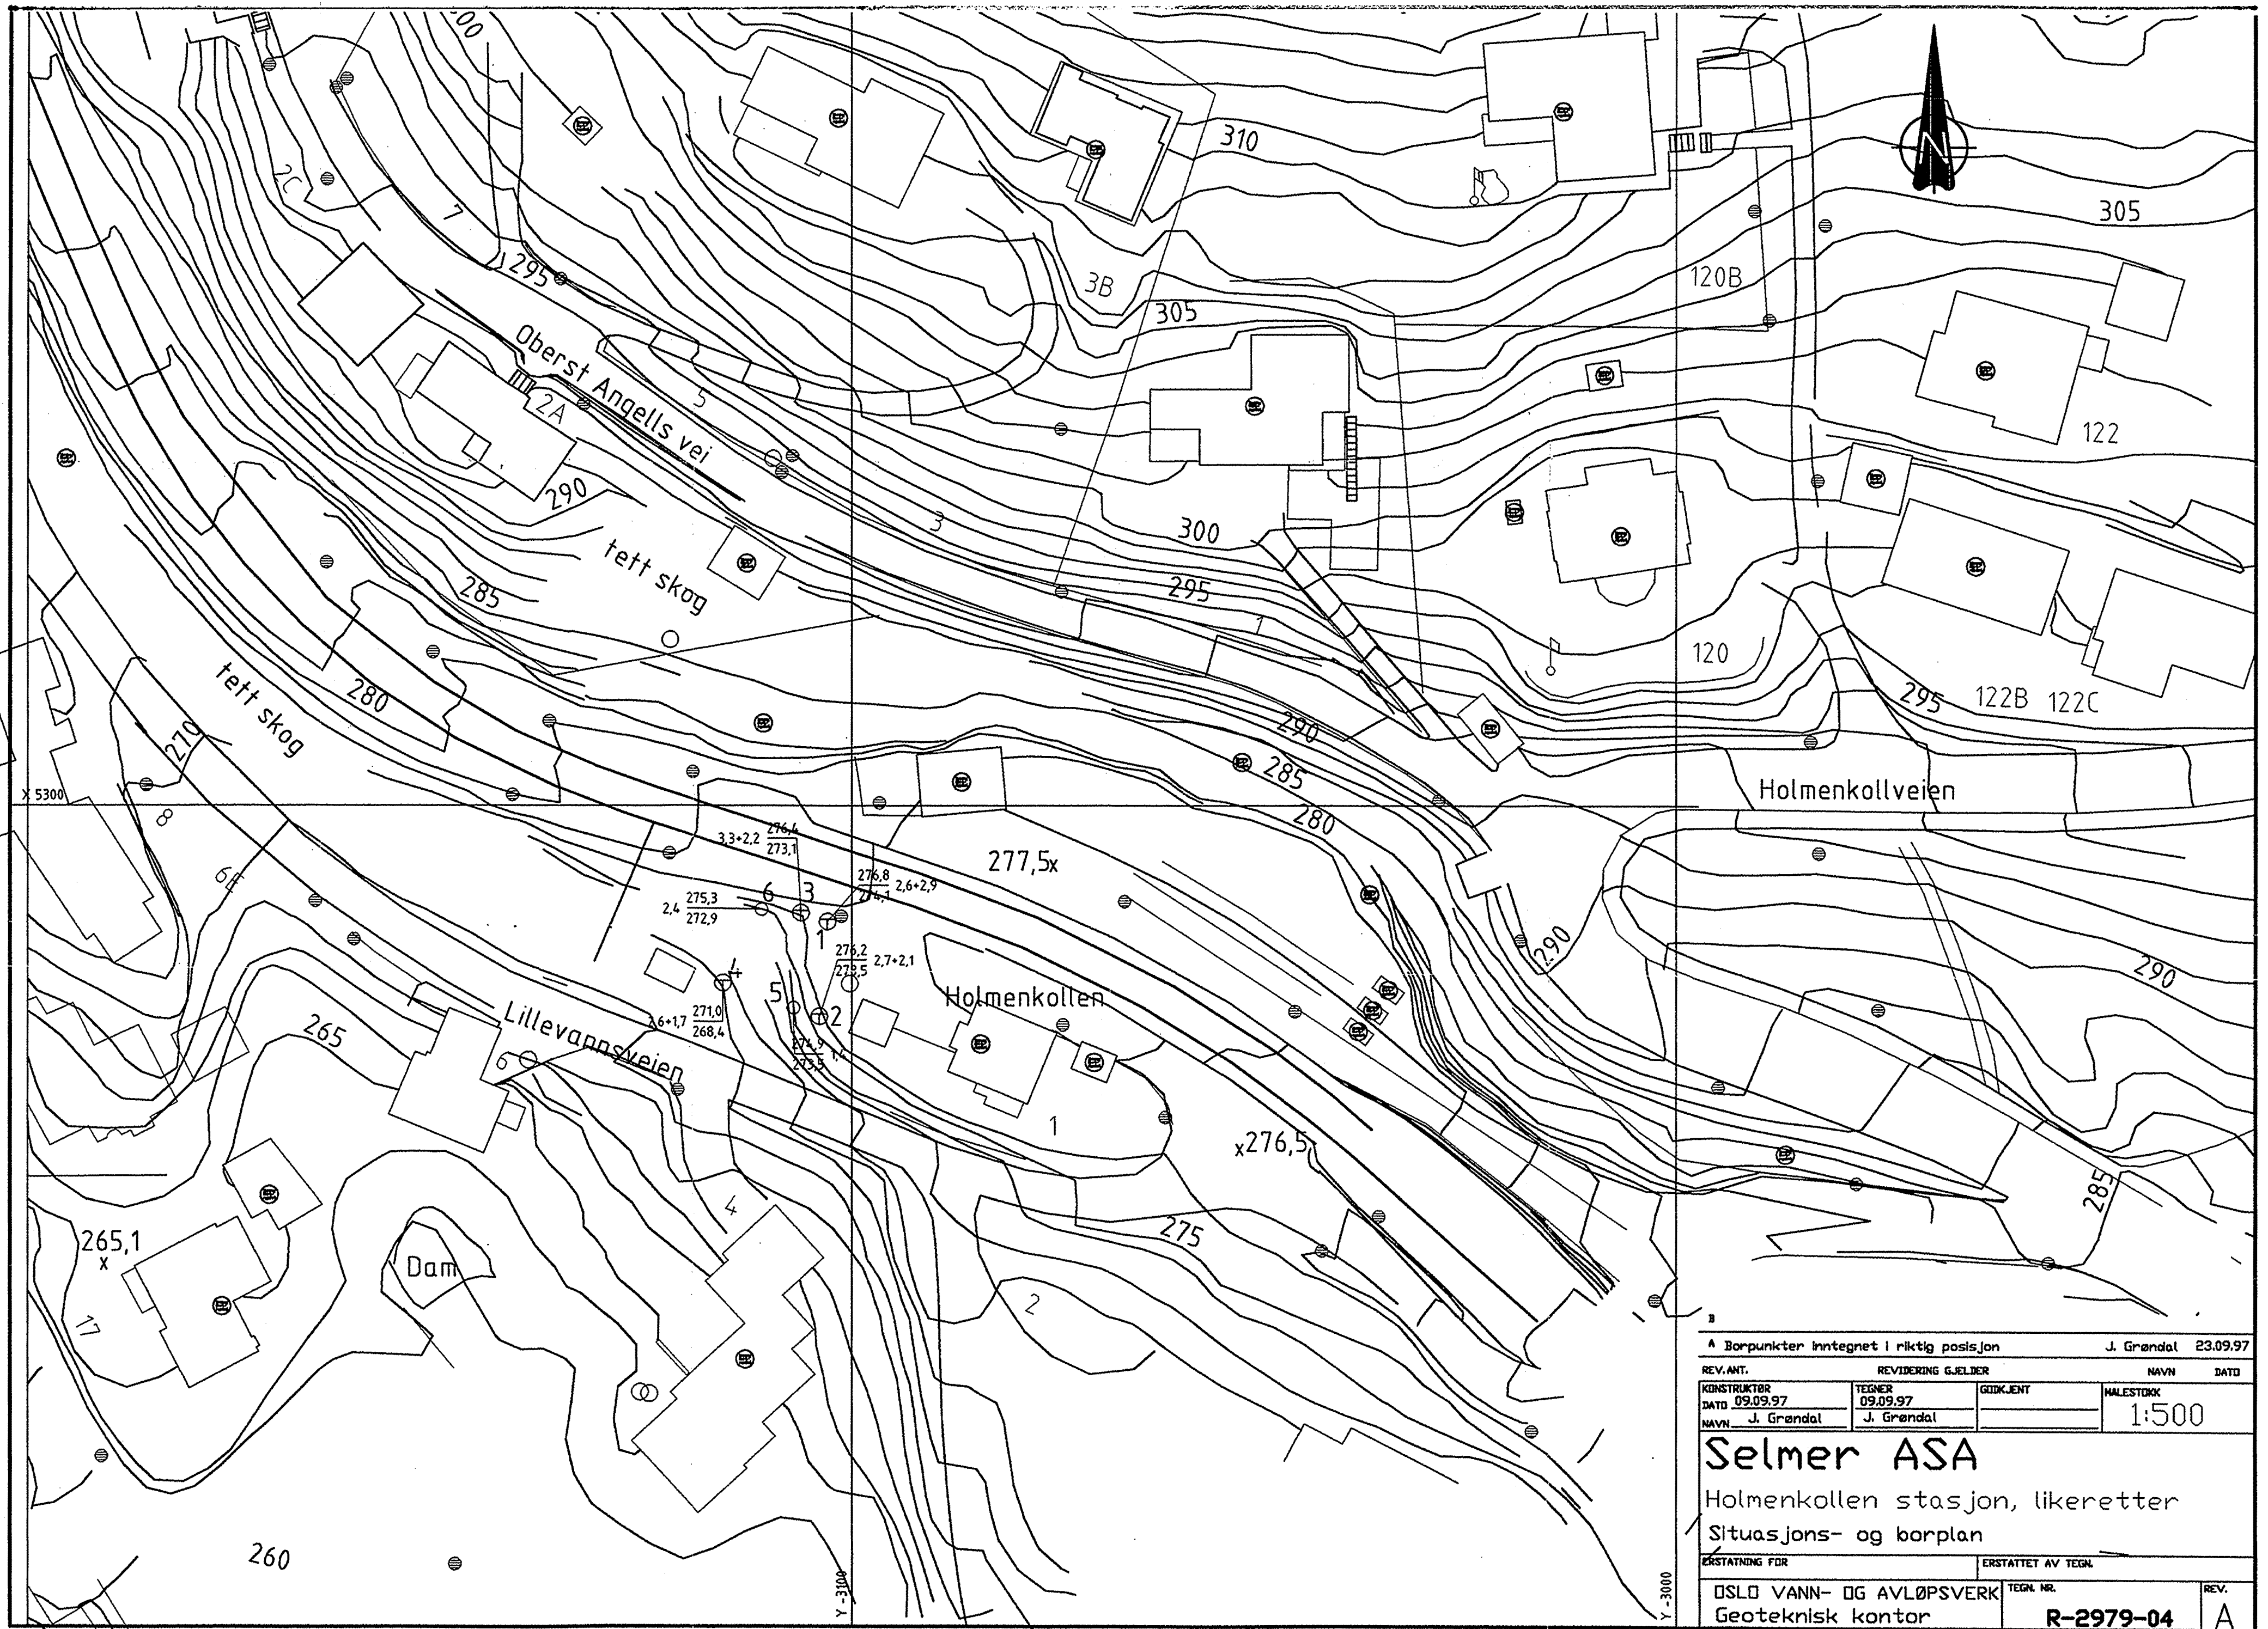 300
310
N
305
2C
7
295
3B
305
120B
Oberst Angells vei
5
2A
290
122
3
300
tett skog
285
295
1
120
tett skog
280
295
122B 122C
270
290
285
280
Holmenkollveien
X 5300
8
277,5x
3,3+2,2 276,4
273,1
276,8
274,1 2,6+2,9
6
3
2,4 275,3
272,9
1
290
290
276,2
273,5 2,7+2,1
4
5
2
Holmenkollen
265
Lillevannsveien
271,0
268,4
274,9
273,5
6
1
x276,5
4
285
275
265,1
x
Dam
2
17
260
Y -3100
Y -3000
B
A Borpunkter inntegnet i riktig posisjon J. Grøndal 23.09.97
REV.ANT. REVIDERING GJELDER NAVN DATO
KONSTRUKTØR TEGNER GODKJENT MALESTOKK
DATO 09.09.97 09.09.97 1:500
NAVN J. Grøndal J. Grøndal
Selmer ASA
Holmenkollen stasjon, likeretter
Situasjons- og borplan
ERSTATNING FOR ERSTATTET AV TEGN.
OSLO VANN- OG AVLØPSVERK
Geoteknisk kontor
TEGN. NR. REV.
R-2979-04 A